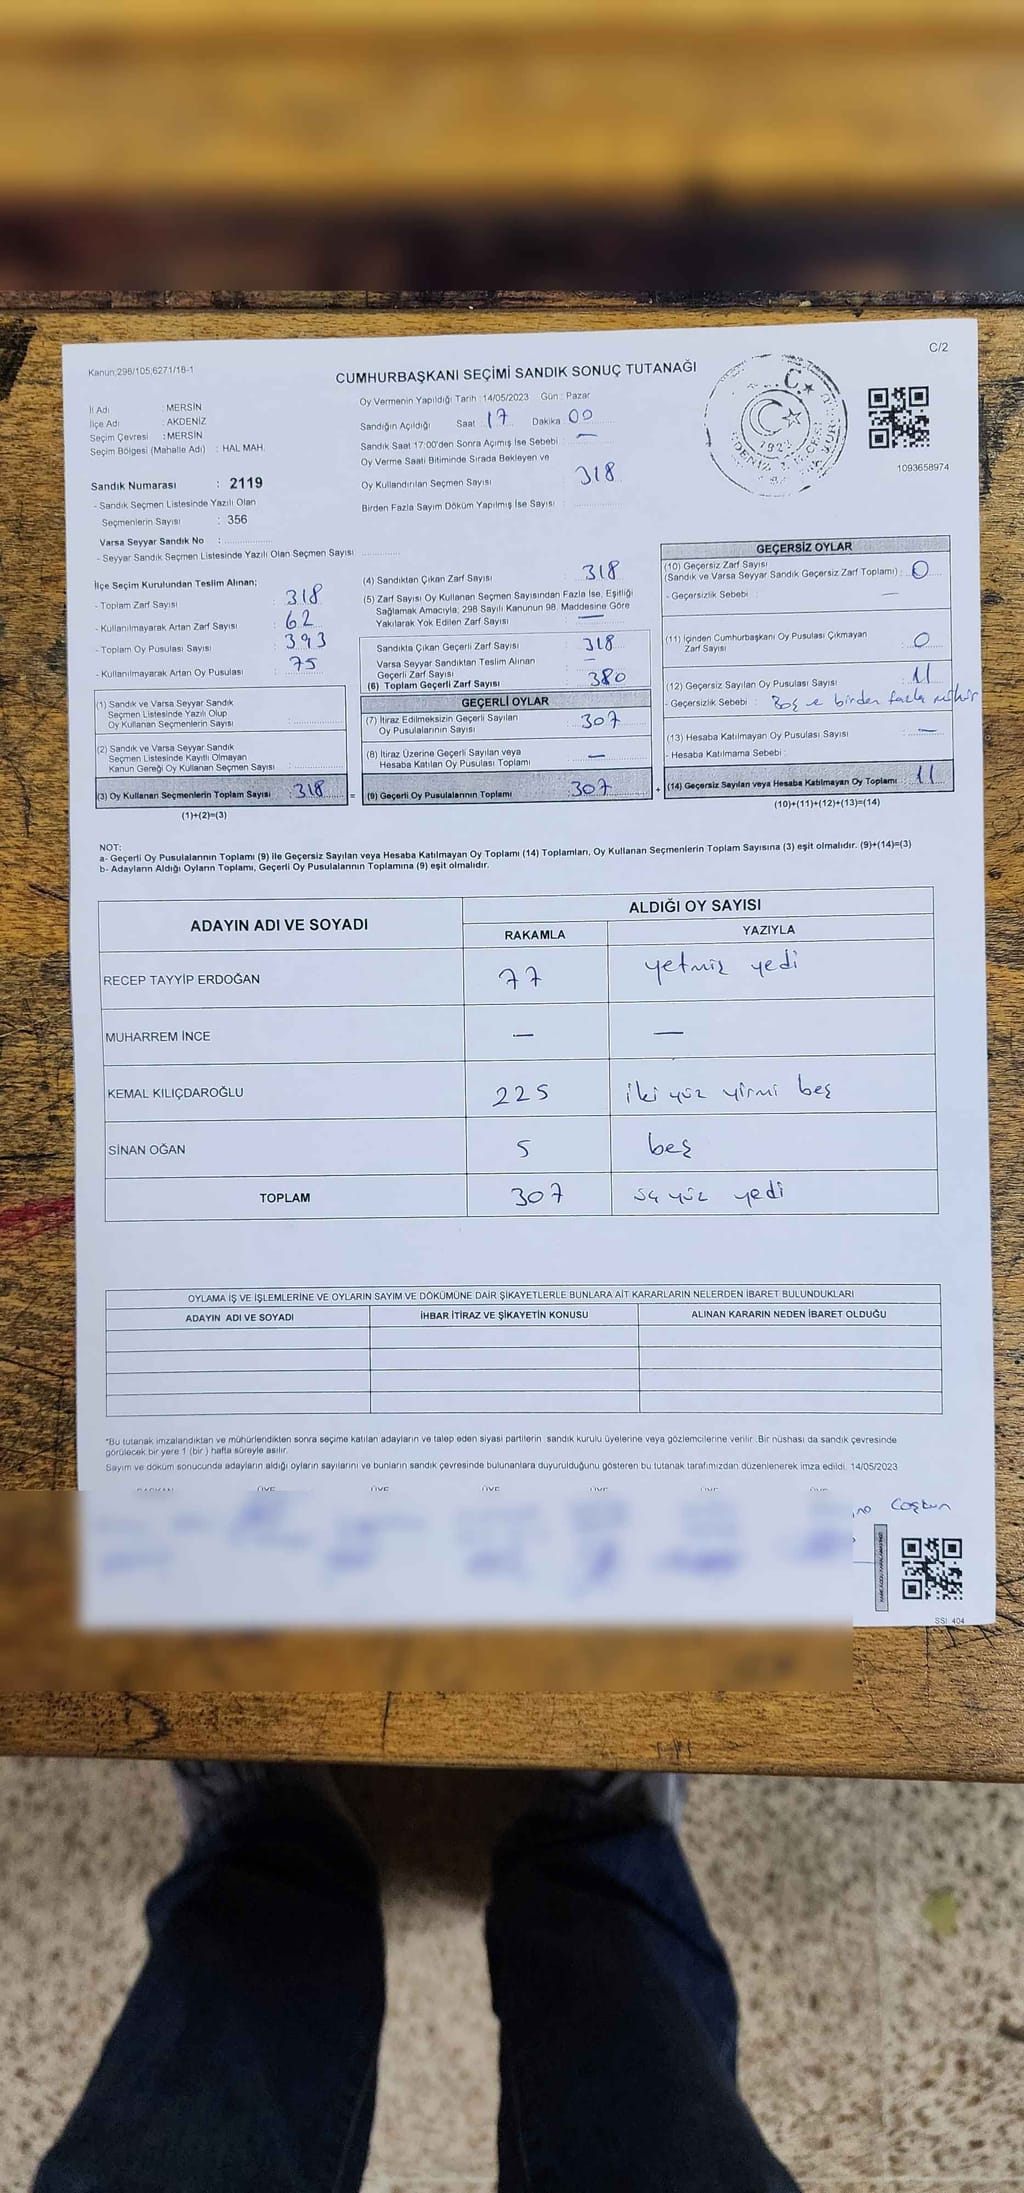 C/2
Kanun:298/105;6271/18-1
CUMHURBAŞKANI SEÇİMİ SANDIK SONUÇ TUTANAĞI
İl Adı : MERSİN
İlçe Adı : AKDENİZ
Seçim Çevresi : MERSİN
Seçim Bölgesi (Mahalle Adı) : HAL MAH.
Sandık Numarası : 2119
- Sandık Seçmen Listesinde Yazılı Olan
Seçmenlerin Sayısı : 356
Varsa Seyyar Sandık No :
- Seyyar Sandık Seçmen Listesinde Yazılı Olan Seçmen Sayısı
Oy Vermenin Yapıldığı Tarih : 14/05/2023 Gün : Pazar
Sandığın Açıldığı Saat : 17 Dakika : 00
Sandık Saat 17:00'den Sonra Açımış İse Sebebi : —
Oy Verme Saati Bitiminde Sırada Bekleyen ve
Oy Kullandırılan Seçmen Sayısı : 318
Birden Fazla Sayım Döküm Yapılmış İse Sayısı :
1093658974
İlçe Seçim Kurulundan Teslim Alınan;
- Toplam Zarf Sayısı : 318
- Kullanılmayarak Artan Zarf Sayısı : 62
- Toplam Oy Pusulası Sayısı : 393
- Kullanılmayarak Artan Oy Pusulası : 75
(1) Sandık ve Varsa Seyyar Sandık
Seçmen Listesinde Yazılı Olup
Oy Kullanan Seçmenlerin Sayısı :
(2) Sandık ve Varsa Seyyar Sandık
Seçmen Listesinde Kayıtlı Olmayan
Kanun Gereği Oy Kullanan Seçmen Sayısı :
(3) Oy Kullanan Seçmenlerin Toplam Sayısı : 318
(1)+(2)=(3)
(4) Sandıktan Çıkan Zarf Sayısı : 318
(5) Zarf Sayısı Oy Kullanan Seçmen Sayısından Fazla İse, Eşitliği
Sağlamak Amacıyla; 298 Sayılı Kanunun 98. Maddesine Göre
Yakılarak Yok Edilen Zarf Sayısı : —
Sandıkta Çıkan Geçerli Zarf Sayısı : 318
Varsa Seyyar Sandıktan Teslim Alınan
Geçerli Zarf Sayısı : —
(6) Toplam Geçerli Zarf Sayısı : 380
GEÇERLİ OYLAR
(7) İtiraz Edilmeksizin Geçerli Sayılan
Oy Pusulalarının Sayısı : 307
(8) İtiraz Üzerine Geçerli Sayılan veya
Hesaba Katılan Oy Pusulası Toplamı : —
= (9) Geçerli Oy Pusulalarının Toplamı : 307
GEÇERSİZ OYLAR
(10) Geçersiz Zarf Sayısı
(Sandık ve Varsa Seyyar Sandık Geçersiz Zarf Toplamı) : 0
- Geçersizlik Sebebi : —
(11) İçinden Cumhurbaşkanı Oy Pusulası Çıkmayan
Zarf Sayısı : 0
(12) Geçersiz Sayılan Oy Pusulası Sayısı : 11
- Geçersizlik Sebebi : Boş ve birden fazla mühür
(13) Hesaba Katılmayan Oy Pusulası Sayısı : —
- Hesaba Katılmama Sebebi :
+ (14) Geçersiz Sayılan veya Hesaba Katılmayan Oy Toplamı : 11
(10)+(11)+(12)+(13)=(14)
NOT:
a- Geçerli Oy Pusulalarının Toplamı (9) ile Geçersiz Sayılan veya Hesaba Katılmayan Oy Toplamı (14) Toplamları, Oy Kullanan Seçmenlerin Toplam Sayısına (3) eşit olmalıdır. (9)+(14)=(3)
b- Adayların Aldığı Oyların Toplamı, Geçerli Oy Pusulalarının Toplamına (9) eşit olmalıdır.
ADAYIN ADI VE SOYADI ALDIĞI OY SAYISI
RAKAMLA YAZIYLA
RECEP TAYYİP ERDOĞAN 77 yetmiş yedi
MUHARREM İNCE — —
KEMAL KILIÇDAROĞLU 225 iki yüz yirmi beş
SİNAN OĞAN 5 beş
TOPLAM 307 üç yüz yedi
OYLAMA İŞ VE İŞLEMLERİNE VE OYLARIN SAYIM VE DÖKÜMÜNE DAİR ŞİKAYETLERLE BUNLARA AİT KARARLARIN NELERDEN İBARET BULUNDUKLARI
ADAYIN ADI VE SOYADI İHBAR İTİRAZ VE ŞİKAYETİN KONUSU ALINAN KARARIN NEDEN İBARET OLDUĞU
*Bu tutanak imzalandıktan ve mühürlendikten sonra seçime katılan adayların ve talep eden siyasi partilerin sandık kurulu üyelerine veya gözlemcilerine verilir. Bir nüshası da sandık çevresinde
görülecek bir yere 1 (bir) hafta süreyle asılır.
Sayım ve döküm sonucunda adayların aldığı oyların sayılarını ve bunların sandık çevresinde bulunanlara duyurulduğunu gösteren bu tutanak tarafımızdan düzenlenerek imza edildi. 14/05/2023
Coşkun
SSI 404